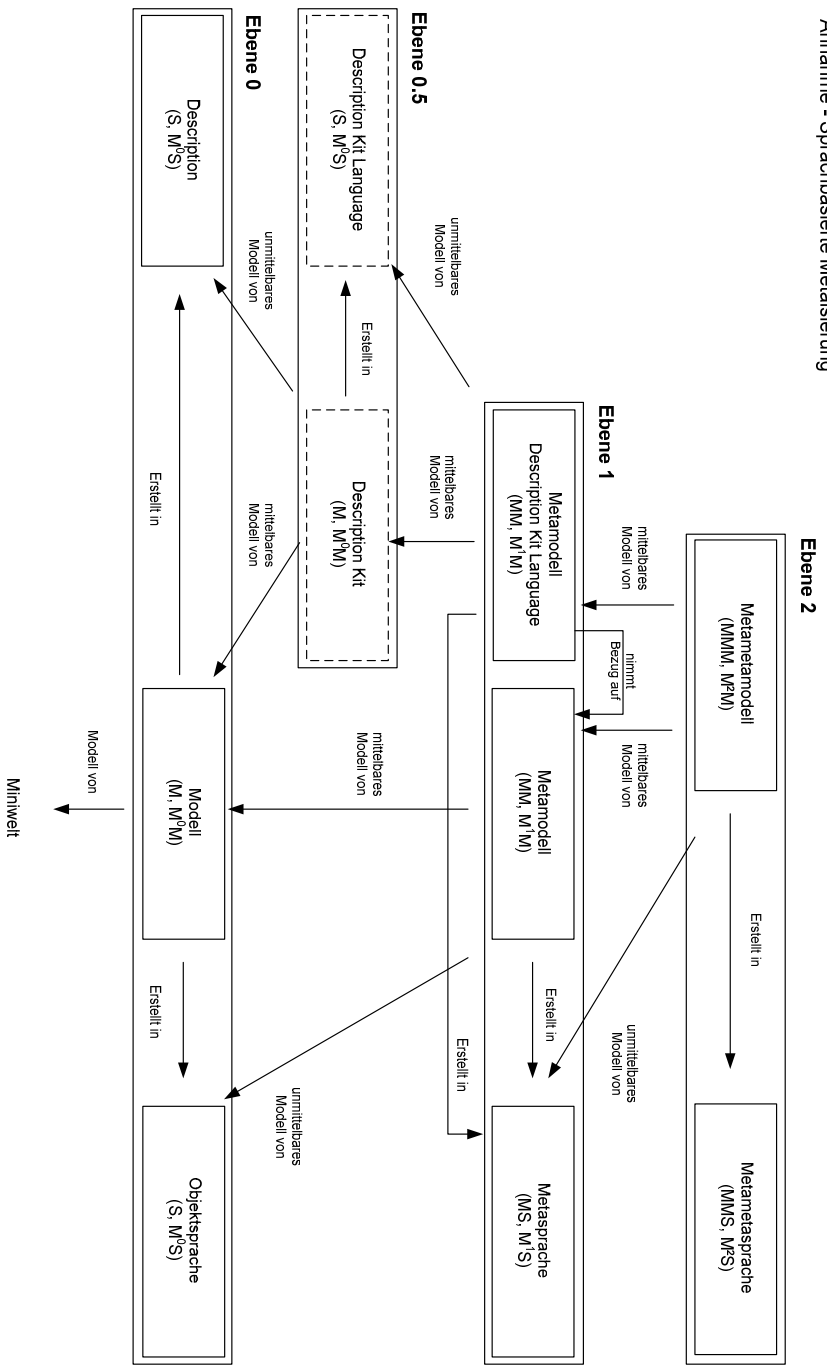 Annahme - Sprachbasierte Metaisierung
Ebene 2
Metametamodell
(MMM, M²M)
Erstellt in
Metametasprache
(MMS, M²S)
mittelbares
Modell von
mittelbares
Modell von
unmittelbares
Modell von
nimmt
Bezug auf
Ebene 1
Metamodell
Description Kit Language
(MM, M¹M)
Metamodell
(MM, M¹M)
Erstellt in
Metasprache
(MS, M¹S)
Erstellt in
unmittelbares
Modell von
mittelbares
Modell von
mittelbares
Modell von
unmittelbares
Modell von
Ebene 0.5
Description Kit Language
(S, M⁰S)
Erstellt in
Description Kit
(M, M⁰M)
unmittelbares
Modell von
mittelbares
Modell von
Ebene 0
Description
(S, M⁰S)
Erstellt in
Modell
(M, M⁰M)
Erstellt in
Objektsprache
(S, M⁰S)
Modell von
Miniwelt